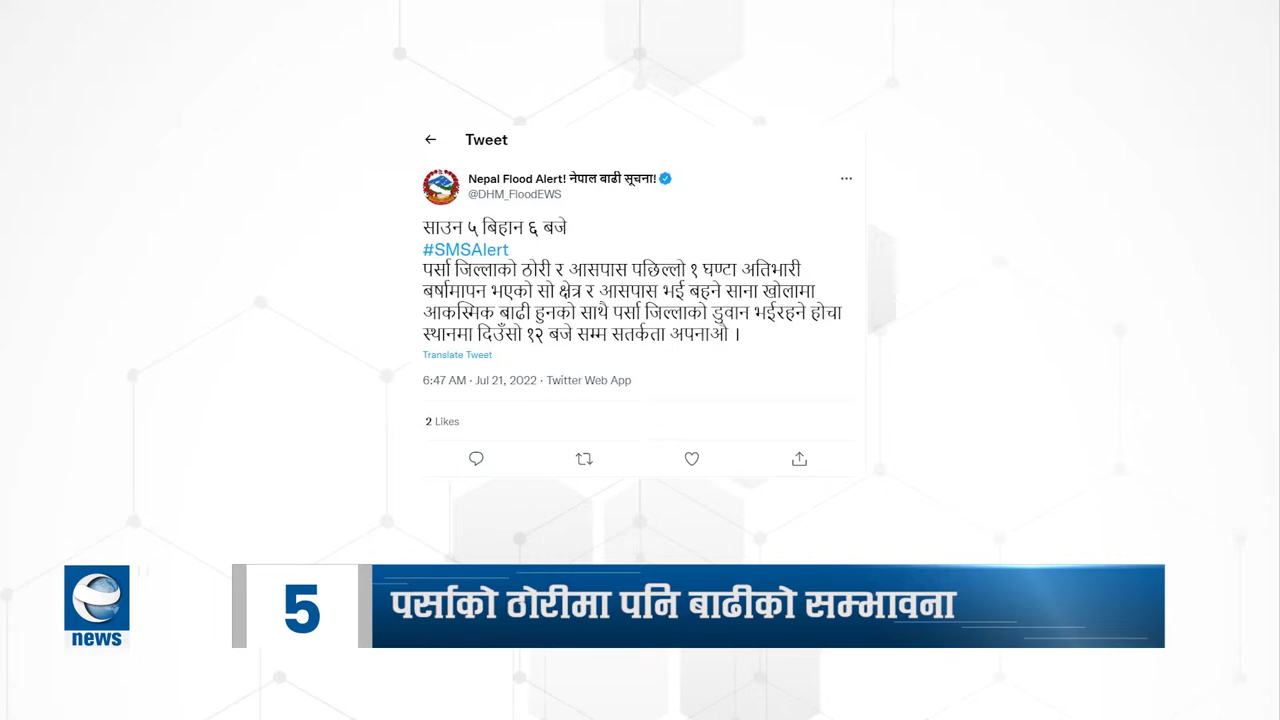 Tweet
Nepal Flood Alert! नेपाल बाढी सूचना!
@DHM_FloodEWS
साउन ५ बिहान ६ बजे
#SMSAlert
पर्सा जिल्लाको ठोरी र आसपास पछिल्लो १ घण्टा अतिभारी
बर्षामापन भएको सो क्षेत्र र आसपास भई बहने साना खोलामा
आकस्मिक बाढी हुनको साथै पर्सा जिल्लाको डुवान भईरहने होचा
स्थानमा दिउँसो १२ बजे सम्म सतर्कता अपनाओ ।
Translate Tweet
6:47 AM · Jul 21, 2022 · Twitter Web App
2 Likes
news
5
पर्साको ठोरीमा पनि बाढीको सम्भावना